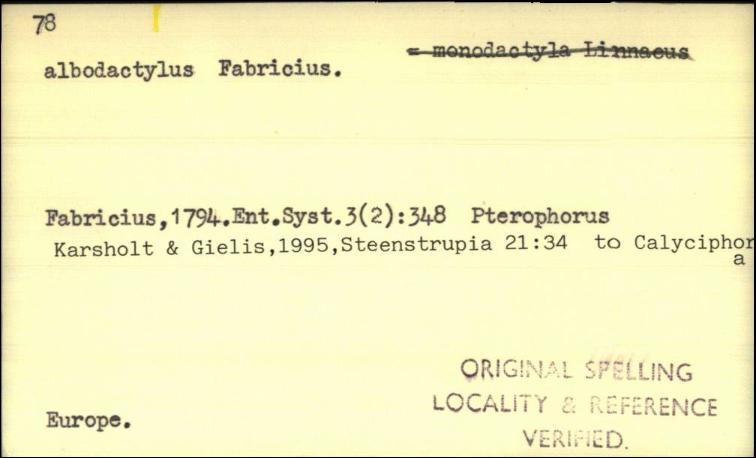 78
= monodactyla Linnaeus
albodactylus Fabricius.
Fabricius,1794.Ent.Syst.3(2):348 Pterophorus
Karsholt & Gielis,1995,Steenstrupia 21:34 to Calyciphor
a
ORIGINAL SPELLING
LOCALITY & REFERENCE
VERIFIED.
Europe.